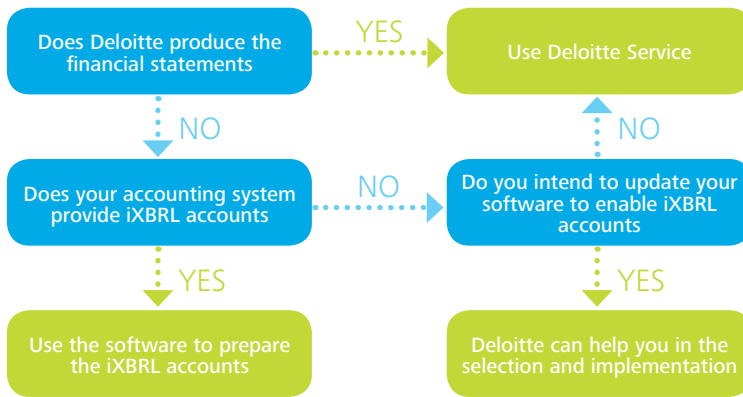 Does Deloitte produce the
financial statements
YES
Use Deloitte Service
NO
NO
Does your accounting system
provide iXBRL accounts
NO
Do you intend to update your
software to enable iXBRL
accounts
YES
YES
Use the software to prepare
the iXBRL accounts
Deloitte can help you in the
selection and implementation